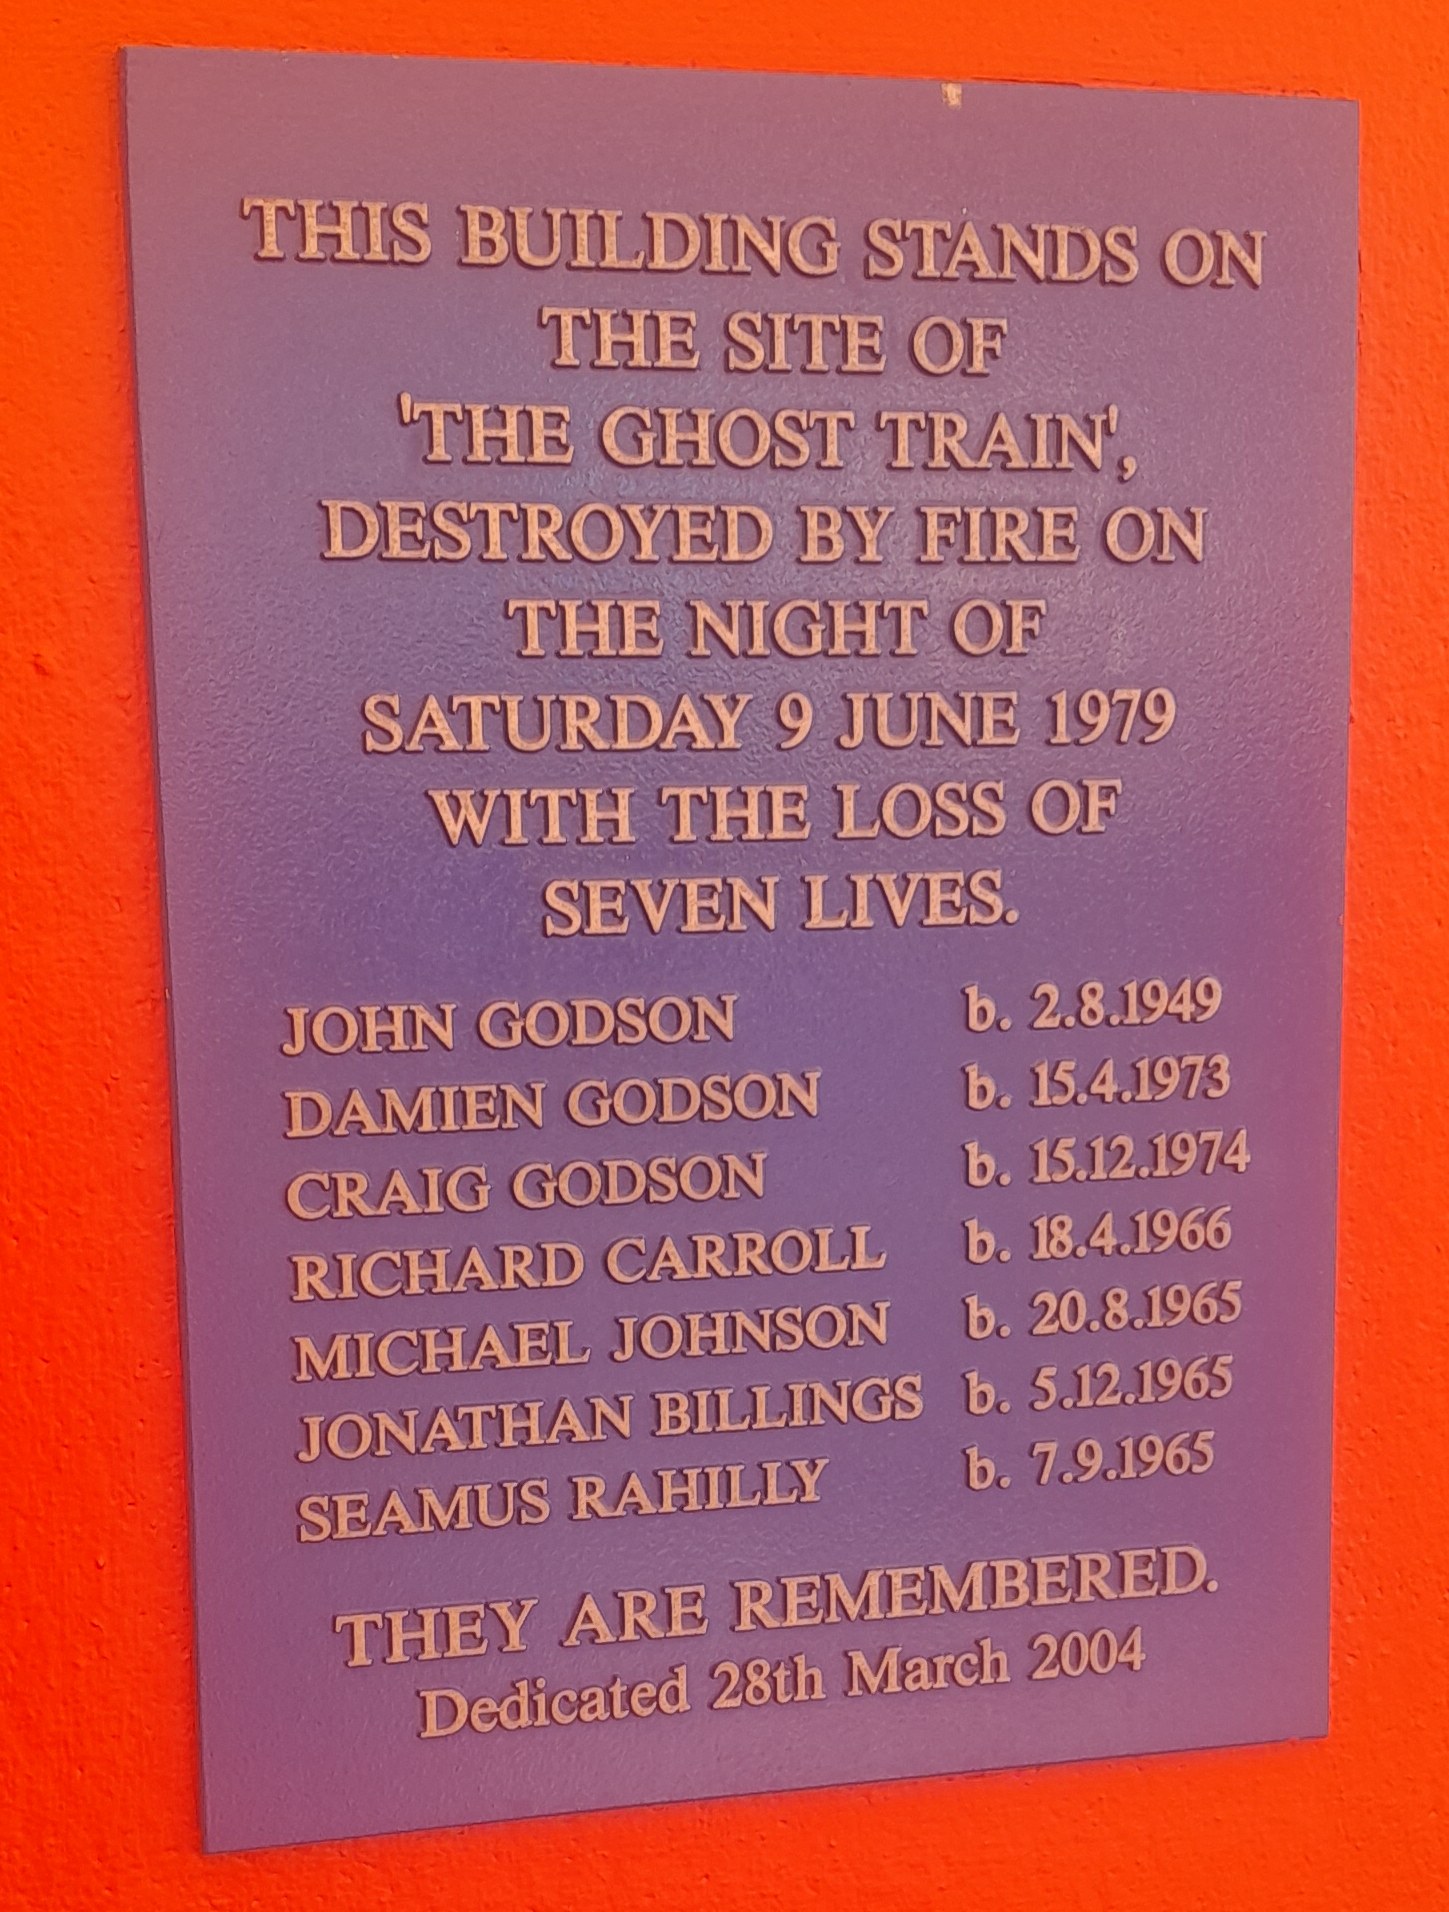 THIS BUILDING STANDS ON
THE SITE OF
'THE GHOST TRAIN',
DESTROYED BY FIRE ON
THE NIGHT OF
SATURDAY 9 JUNE 1979
WITH THE LOSS OF
SEVEN LIVES.
JOHN GODSON b. 2.8.1949
DAMIEN GODSON b. 15.4.1973
CRAIG GODSON b. 15.12.1974
RICHARD CARROLL b. 18.4.1966
MICHAEL JOHNSON b. 20.8.1965
JONATHAN BILLINGS b. 5.12.1965
SEAMUS RAHILLY b. 7.9.1965
THEY ARE REMEMBERED.
Dedicated 28th March 2004